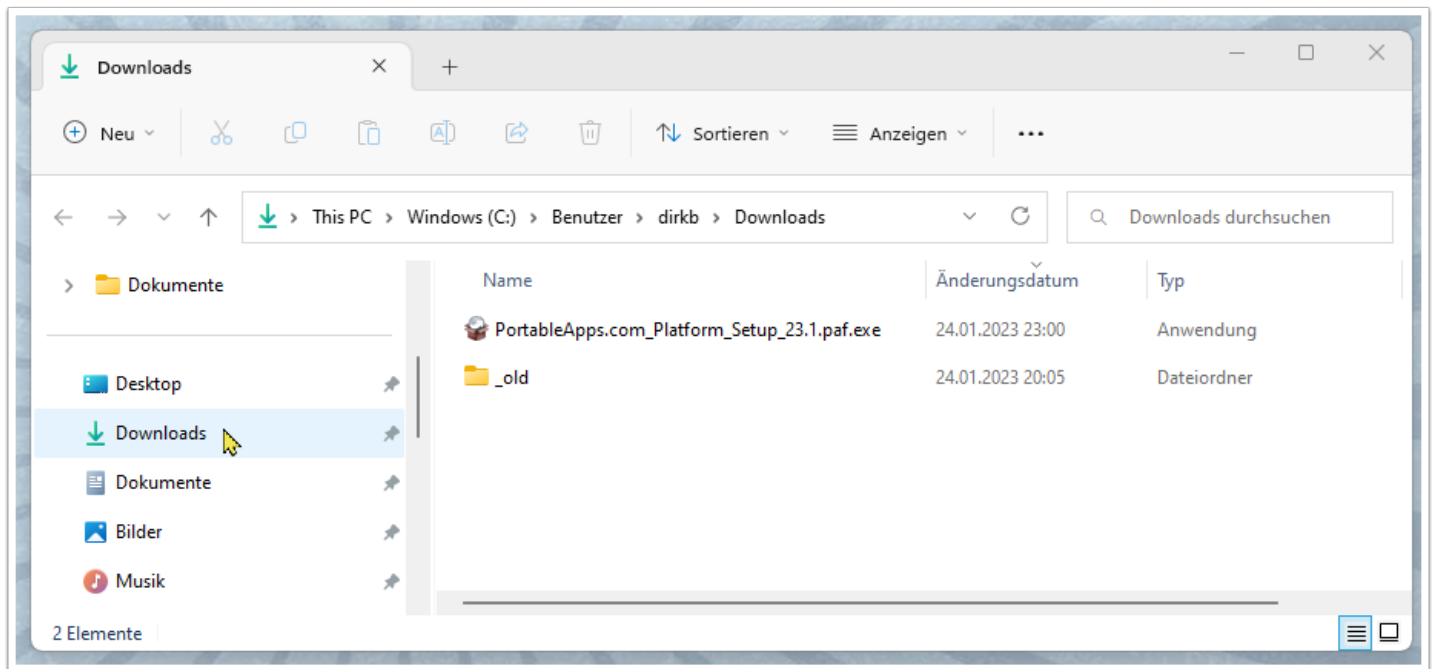 Downloads
Neu Sortieren Anzeigen
This PC Windows (C:) Benutzer dirkb Downloads Downloads durchsuchen
Dokumente
Name Änderungsdatum Typ
PortableApps.com_Platform_Setup_23.1.paf.exe 24.01.2023 23:00 Anwendung
_old 24.01.2023 20:05 Dateiordner
Desktop
Downloads
Dokumente
Bilder
Musik
2 Elemente